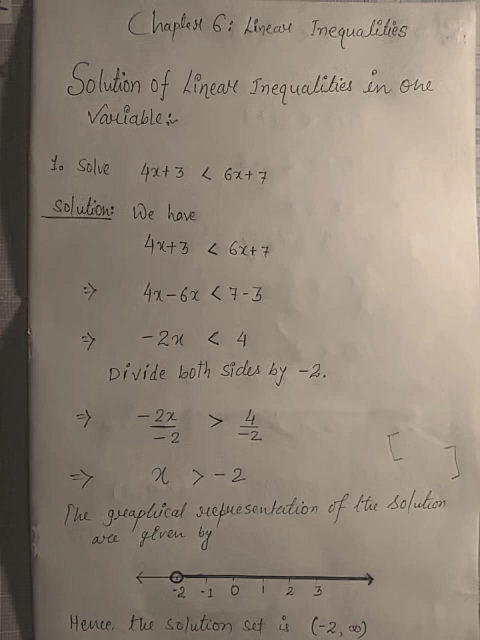 Chapter 6: Linear Inequalities
Solution of Linear Inequalities in one
Variable:-
1. Solve 4x+3 < 6x+7
Solution: We have
4x+3 < 6x+7
⇒ 4x-6x < 7-3
⇒ -2x < 4
Divide both sides by -2.
⇒ -2x/-2 > 4/-2
[ ]
⇒ x > -2
The graphical representation of the solution
are given by
-2 -1 0 1 2 3
Hence, the solution set is (-2, ∞)